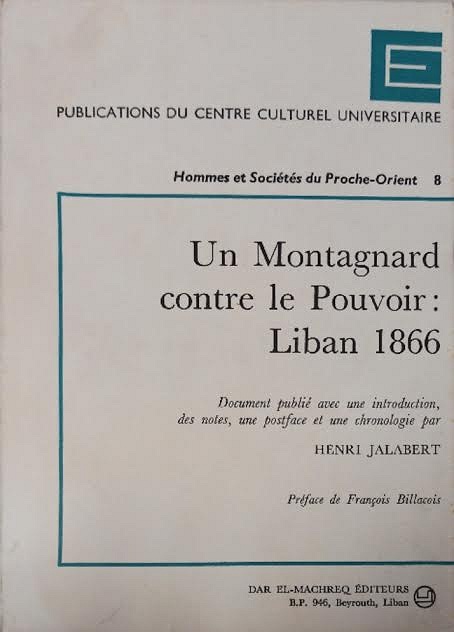 PUBLICATIONS DU CENTRE CULTUREL UNIVERSITAIRE
Hommes et Sociétés du Proche-Orient 8
Un Montagnard
contre le Pouvoir :
Liban 1866
Document publié avec une introduction,
des notes, une postface et une chronologie par
HENRI JALABERT
Préface de François Billacois
DAR EL-MACHREQ ÉDITEURS
B.P. 946, Beyrouth, Liban